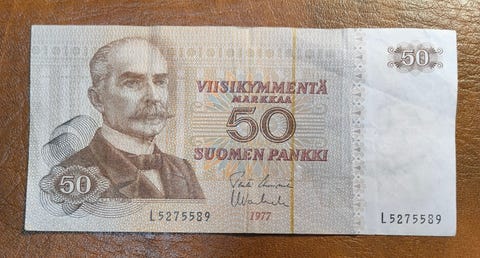 VIISIKYMMENTÄ
MARKKAA
50
50
SUOMEN PANKKI
50
1977
L5275589
L5275589